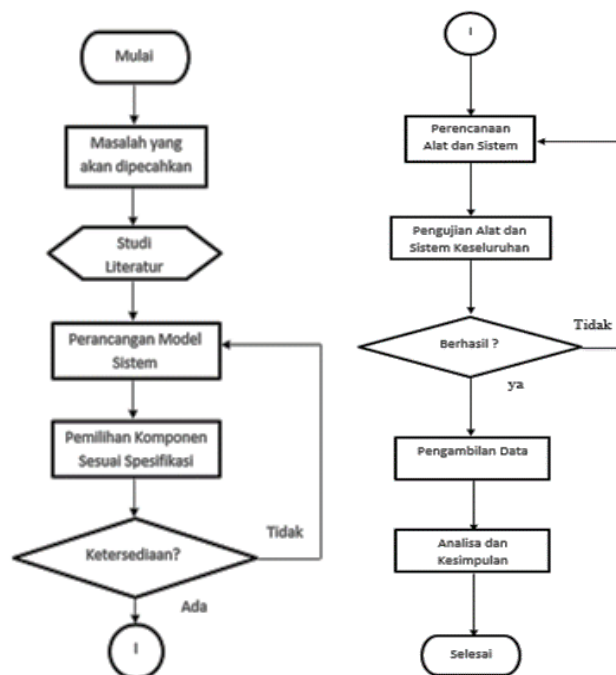 Mulai
Masalah yang
akan dipecahkan
Studi
Literatur
Perancangan Model
Sistem
Pemilihan Komponen
Sesuai Spesifikasi
Ketersediaan?
Tidak
Ada
I
I
Perencanaan
Alat dan Sistem
Pengujian Alat dan
Sistem Keseluruhan
Berhasil ?
Tidak
ya
Pengambilan Data
Analisa dan
Kesimpulan
Selesai